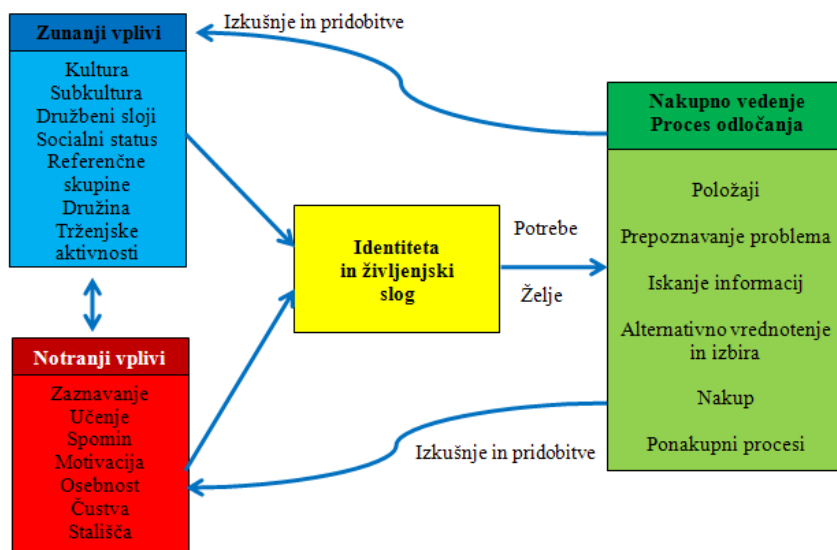 Zunanji vplivi
Kultura
Subkultura
Družbeni sloji
Socialni status
Referenčne
skupine
Družina
Trženjske
aktivnosti
Notranji vplivi
Zaznavanje
Učenje
Spomin
Motivacija
Osebnost
Čustva
Stališča
Izkušnje in pridobitve
Identiteta
in življenjski
slog
Potrebe
Želje
Izkušnje in pridobitve
Nakupno vedenje
Proces odločanja
Položaji
Prepoznavanje problema
Iskanje informacij
Alternativno vrednotenje
in izbira
Nakup
Ponakupni procesi